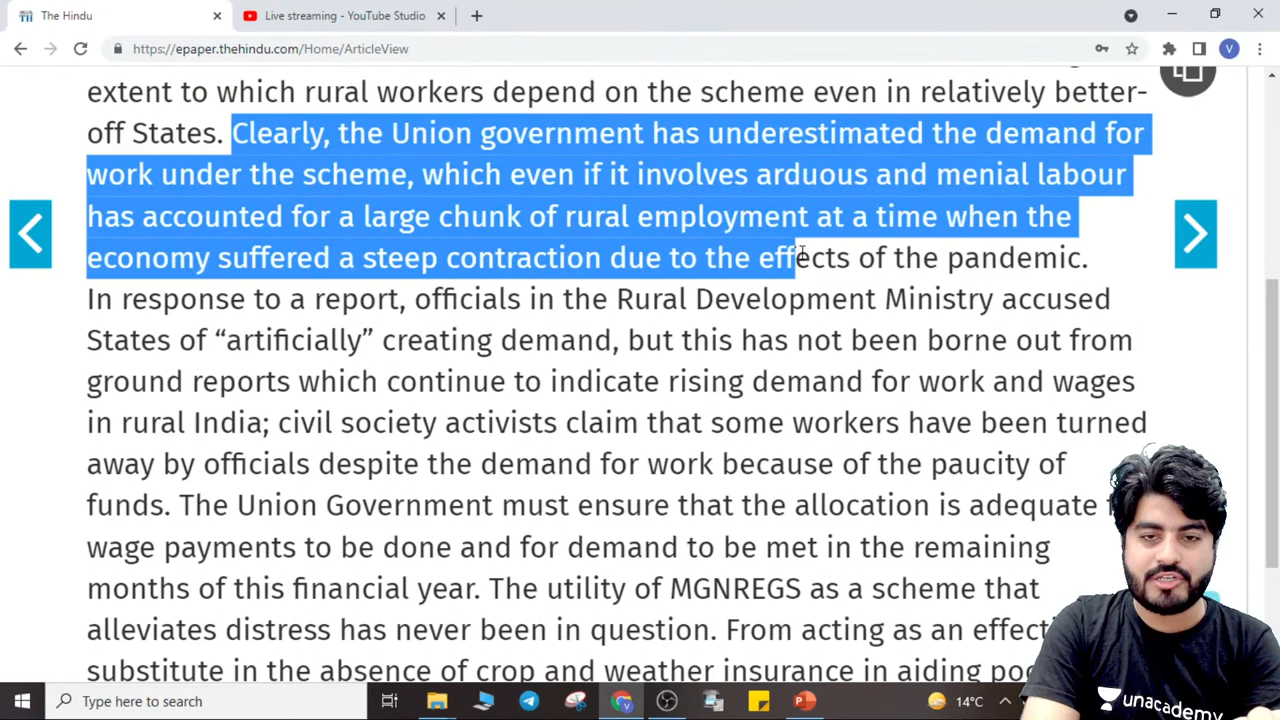 The Hindu
Live streaming - YouTube Studio
https://epaper.thehindu.com/Home/ArticleView
V
extent to which rural workers depend on the scheme even in relatively better-
off States. Clearly, the Union government has underestimated the demand for
work under the scheme, which even if it involves arduous and menial labour
has accounted for a large chunk of rural employment at a time when the
economy suffered a steep contraction due to the effects of the pandemic.
In response to a report, officials in the Rural Development Ministry accused
States of “artificially” creating demand, but this has not been borne out from
ground reports which continue to indicate rising demand for work and wages
in rural India; civil society activists claim that some workers have been turned
away by officials despite the demand for work because of the paucity of
funds. The Union Government must ensure that the allocation is adequate
wage payments to be done and for demand to be met in the remaining
months of this financial year. The utility of MGNREGS as a scheme that
alleviates distress has never been in question. From acting as an
substitute in the absence of crop and weather insurance in aiding
unacademy
Type here to search
14°C